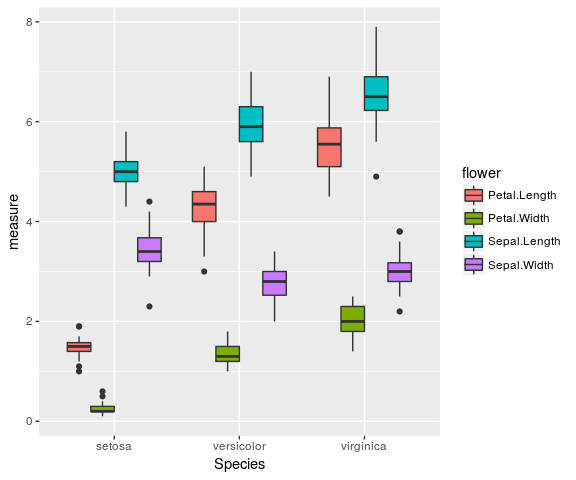 measure
8
6
4
2
0
setosa versicolor virginica
Species
flower
Petal.Length
Petal.Width
Sepal.Length
Sepal.Width